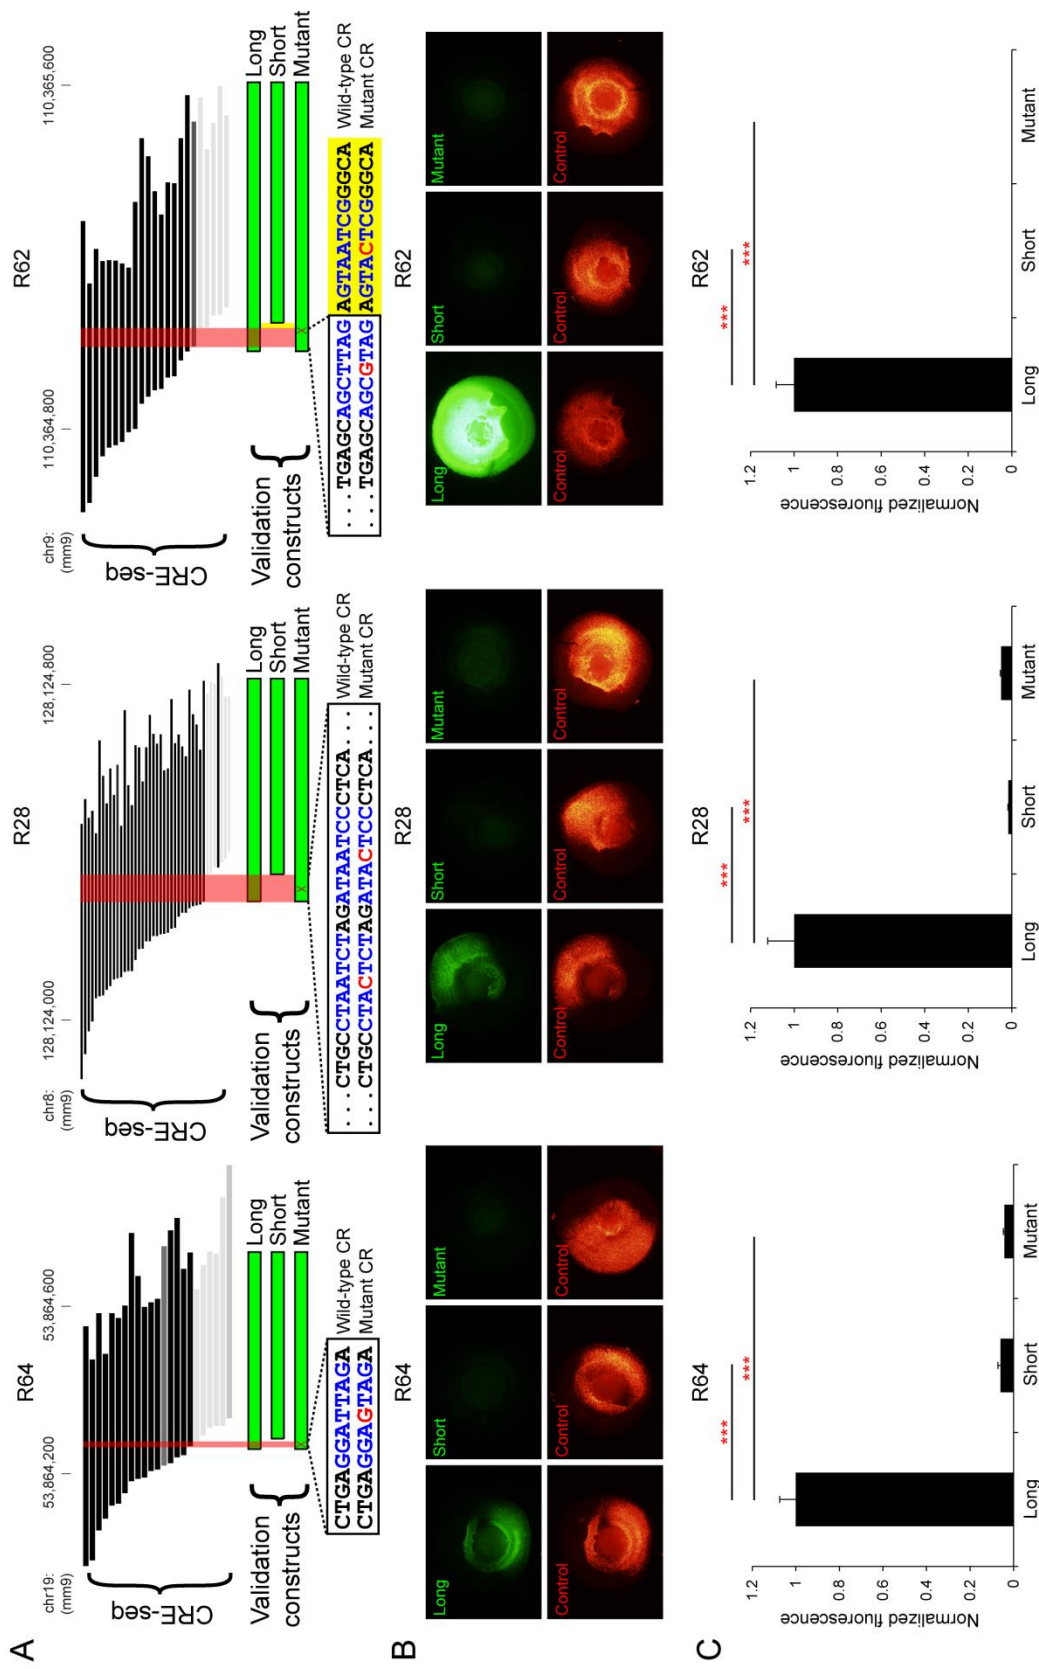 A
R64
chr19:
(mm9)
53,864,200
53,864,600
CRE-seq
Validation
constructs
Long
Short
Mutant
CTGAGGATTAGA Wild-type CR
CTGAGGAGTAGA Mutant CR
R28
chr8:
(mm9)
128,124,000
128,124,800
CRE-seq
Validation
constructs
Long
Short
Mutant
...CTGCCTAATCTAGATAATCCCTCA... Wild-type CR
...CTGCCTACTCTAGATACTCCCTCA... Mutant CR
R62
chr9:
(mm9)
110,364,800
110,365,600
CRE-seq
Validation
constructs
Long
Short
Mutant
...TGAGCAGCTTAG AGTAATCGGGCA Wild-type CR
...TGAGCAGCGTAG AGTACTCGGGCA Mutant CR
B
R64
Long
Short
Mutant
Control
Control
Control
R28
Long
Short
Mutant
Control
Control
Control
R62
Long
Short
Mutant
Control
Control
Control
C
R64
Normalized fluorescence
1.2
1
0.8
0.6
0.4
0.2
0
***
***
Long
Short
Mutant
R28
Normalized fluorescence
1.2
1
0.8
0.6
0.4
0.2
0
***
***
Long
Short
Mutant
R62
Normalized fluorescence
1.2
1
0.8
0.6
0.4
0.2
0
***
***
Long
Short
Mutant